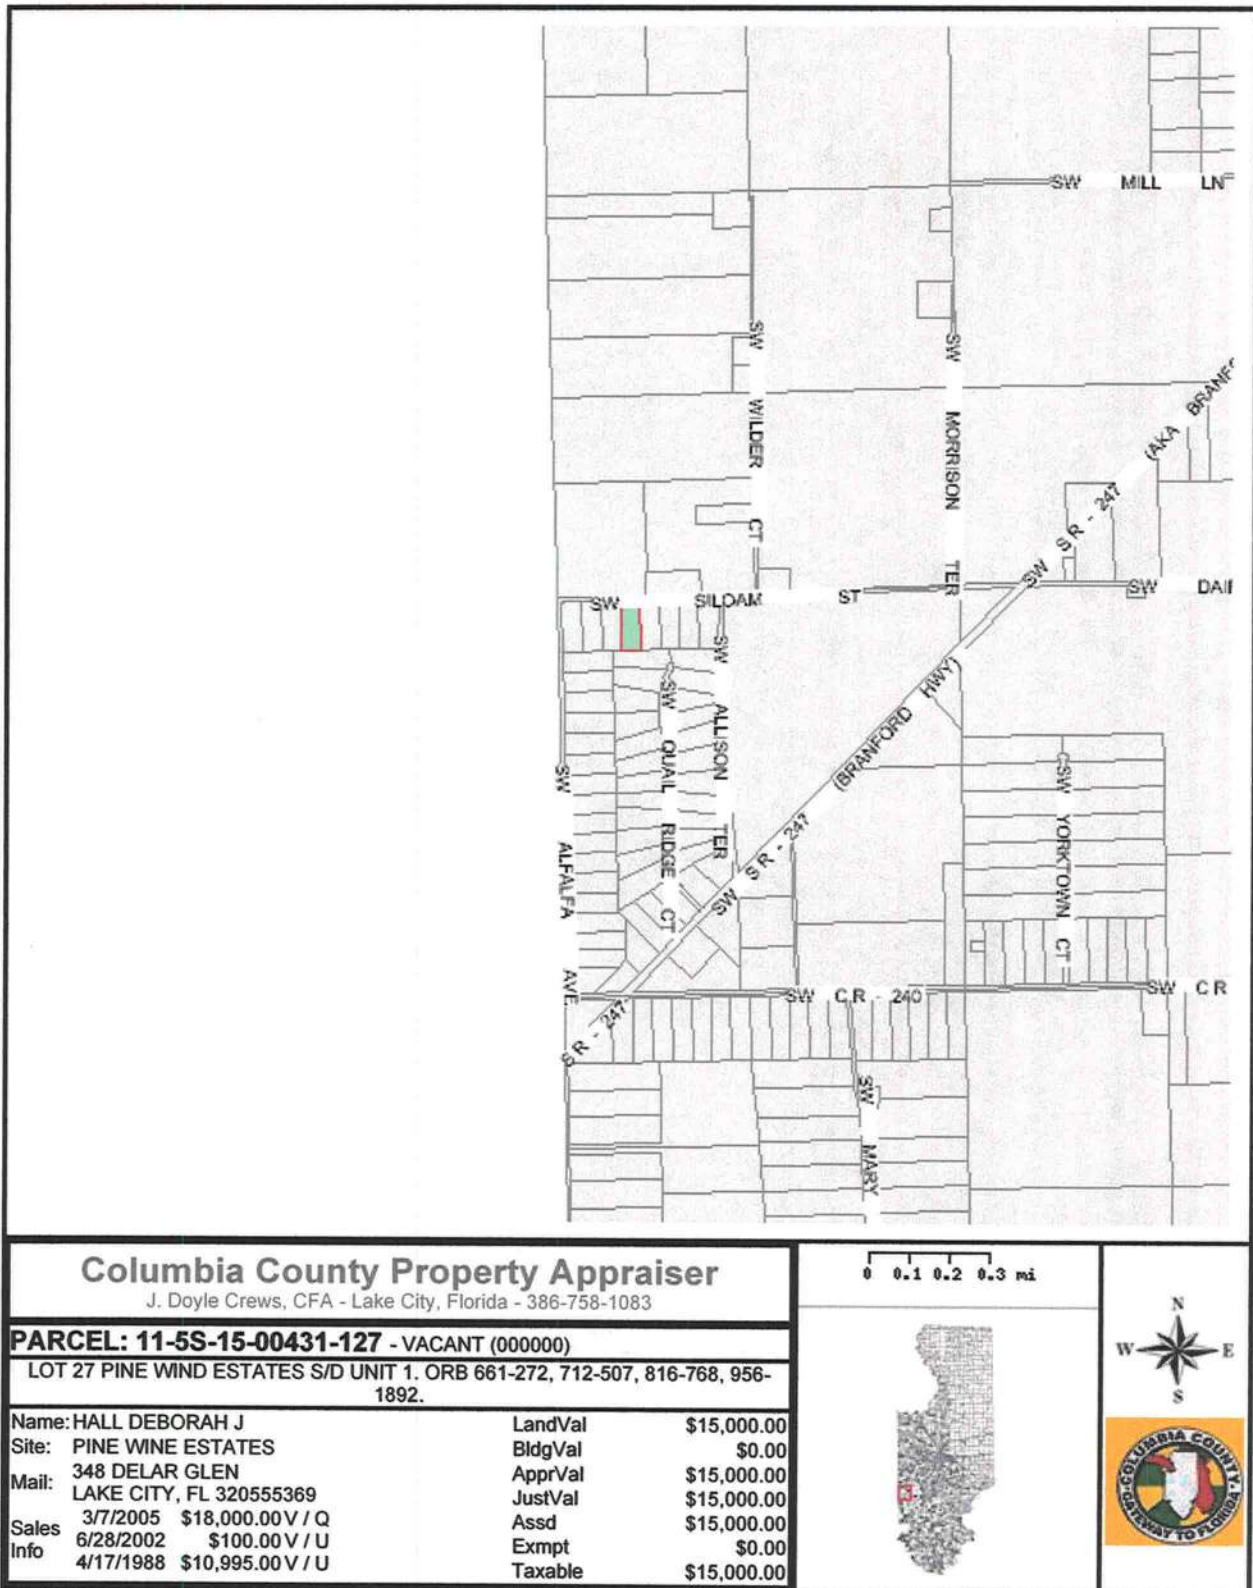 SW MILL LN
SW WILDER CT
SW MORRISON TER
SW SR - 247 (AKA
SW SILOAM ST
SW
SW ALLISON TER
SW QUAIL RIDGE CT
SW ALFALFA AVE
SW SR - 247 (BRANFORD HWY)
SW YORKTOWN CT
SW CR - 240
SW CR
SR - 247
SW MARY
Columbia County Property Appraiser
J. Doyle Crews, CFA - Lake City, Florida - 386-758-1083
PARCEL: 11-5S-15-00431-127 - VACANT (000000)
LOT 27 PINE WIND ESTATES S/D UNIT 1. ORB 661-272, 712-507, 816-768, 956-
1892.
Name: HALL DEBORAH J LandVal $15,000.00
Site: PINE WINE ESTATES BldgVal $0.00
Mail: 348 DELAR GLEN ApprVal $15,000.00
LAKE CITY, FL 320555369 JustVal $15,000.00
Sales Info 3/7/2005 $18,000.00 V / Q Assd $15,000.00
6/28/2002 $100.00 V / U Exmpt $0.00
4/17/1988 $10,995.00 V / U Taxable $15,000.00
0 0.1 0.2 0.3 mi
N
W E
S
COLUMBIA COUNTY
GATEWAY TO FLORIDA